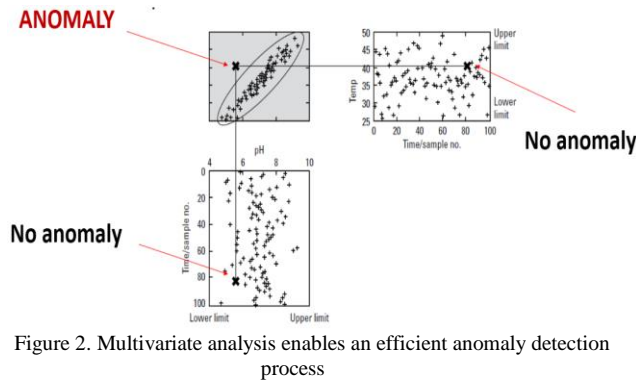 ANOMALY
Upper
limit
50
45
40
35
30
25
Temp
Lower
limit
0 20 40 60 80 100
Time/sample no.
No anomaly
pH
4 6 8 10
0
20
40
60
80
100
Time/sample no.
No anomaly
Lower limit Upper limit
Figure 2. Multivariate analysis enables an efficient anomaly detection
process